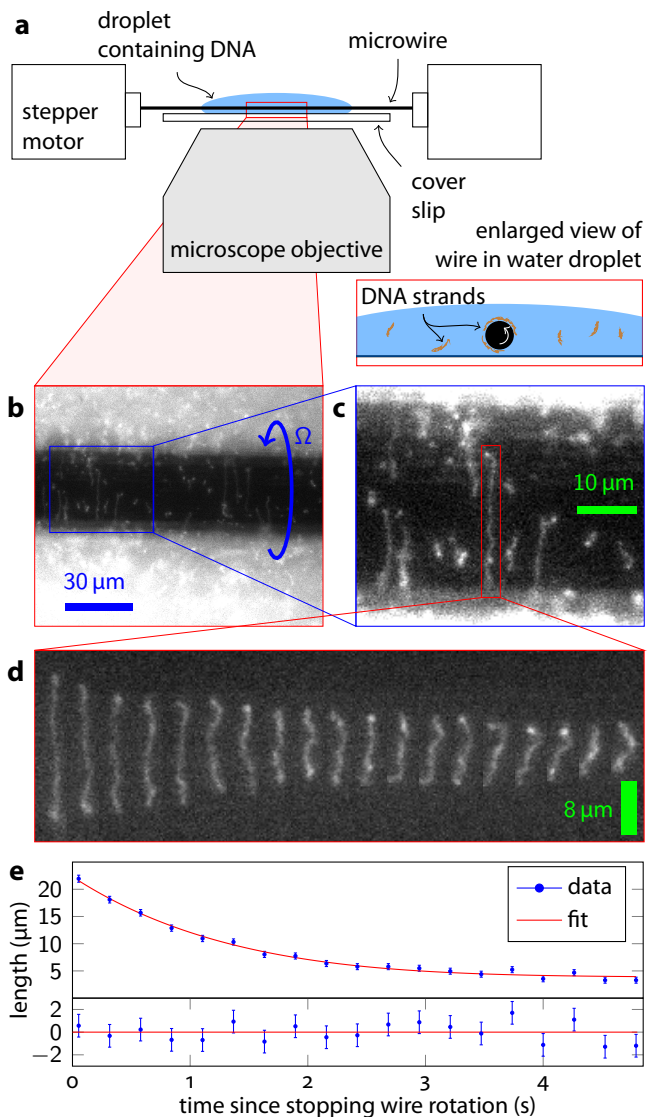 a
droplet
containing DNA
microwire
stepper
motor
cover
slip
microscope objective
enlarged view of
wire in water droplet
DNA strands
b
Ω
30 µm
c
10 µm
d
8 µm
e
length (µm)
20
15
10
5
data
fit
2
0
−2
0
1
2
3
4
time since stopping wire rotation (s)